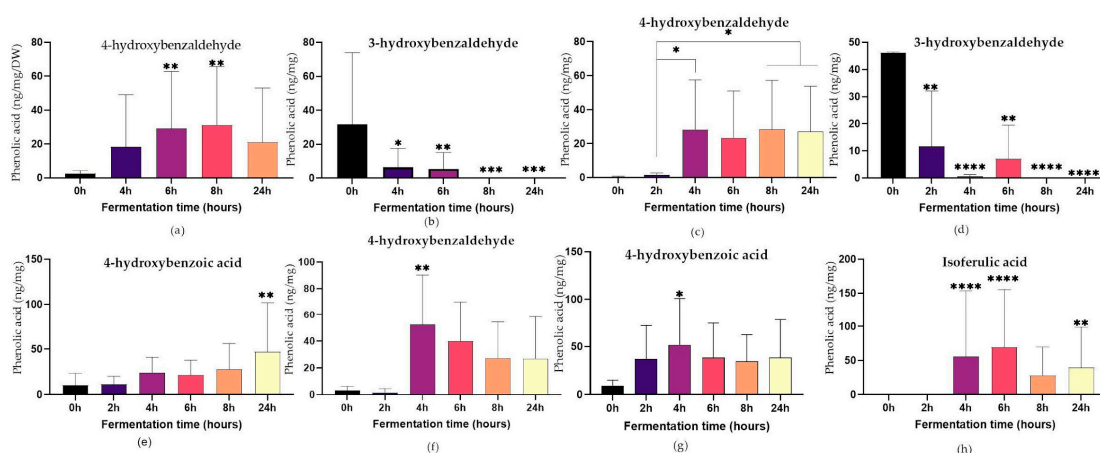 4-hydroxybenzaldehyde
Phenolic acid (ng/mg/DW)
80
60
40
20
0
** **
0h 4h 6h 8h 24h
Fermentation time (hours)
(a)
3-hydroxybenzaldehyde
Phenolic acid (ng/mg)
80
60
40
20
0
* ** *** ***
0h 4h 6h 8h 24h
Fermentation time (hours)
(b)
4-hydroxybenzaldehyde
Phenolic acid (ng/mg)
80
60
40
20
0
*
*
0h 2h 4h 6h 8h 24h
Fermentation time (hours)
(c)
3-hydroxybenzaldehyde
Phenolic acid (ng/mg)
50
40
30
20
10
0
** **** ** **** ****
0h 2h 4h 6h 8h 24h
Fermentation time (hours)
(d)
4-hydroxybenzoic acid
Phenolic acid (ng/mg)
150
100
50
0
**
0h 2h 4h 6h 8h 24h
Fermentation time (hours)
(e)
4-hydroxybenzaldehyde
Phenolic acid (ng/mg)
100
80
60
40
20
0
**
0h 2h 4h 6h 8h 24h
Fermentation time (hours)
(f)
4-hydroxybenzoic acid
Phenolic acid (ng/mg)
150
100
50
0
*
0h 2h 4h 6h 8h 24h
Fermentation time (hours)
(g)
Isoferulic acid
Phenolic acid (ng/mg)
200
150
100
50
0
**** **** **
0h 2h 4h 6h 8h 24h
Fermentation time (hours)
(h)